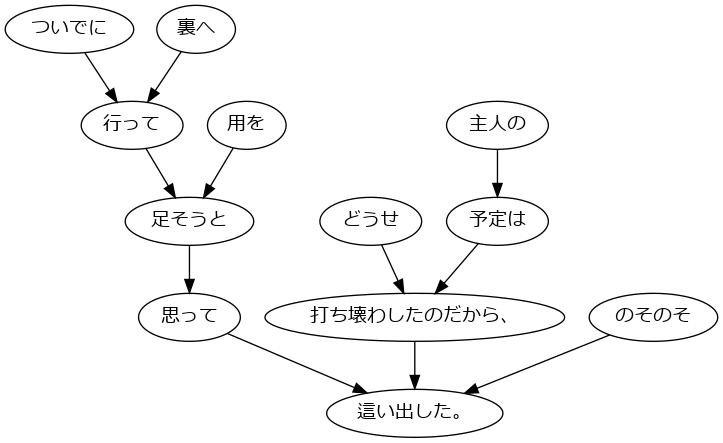 ついでに
裏へ
行って
用を
主人の
足そうと
どうせ
予定は
思って
打ち壊わしたのだから、
のそのそ
這い出した。